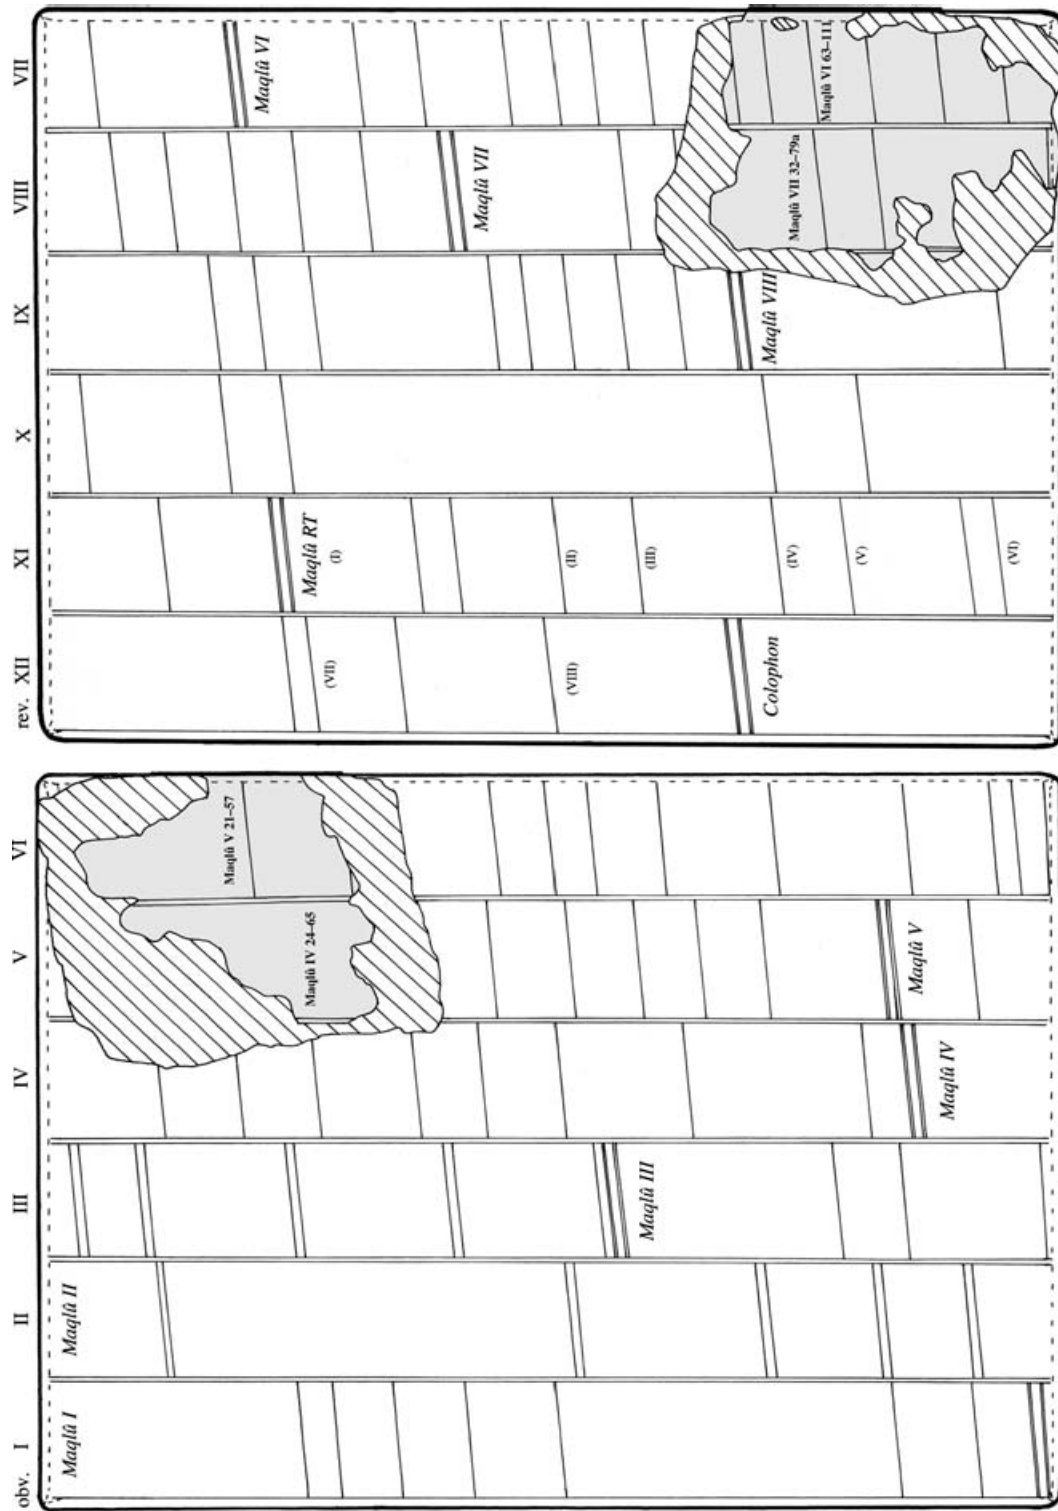 obv. I II III IV V VI
Maqlû I
Maqlû II
Maqlû V 21–57
Maqlû IV 24–65
Maqlû III
Maqlû V
Maqlû IV
rev. XII XI X IX VIII VII
Maqlû VI
Maqlû RT
(VII)
(I)
Maqlû VII
(VIII)
(II)
(III)
Colophon
Maqlû VIII
(IV)
Maqlû VII 32–79a
Maqlû VI 63–111
(V)
(VI)